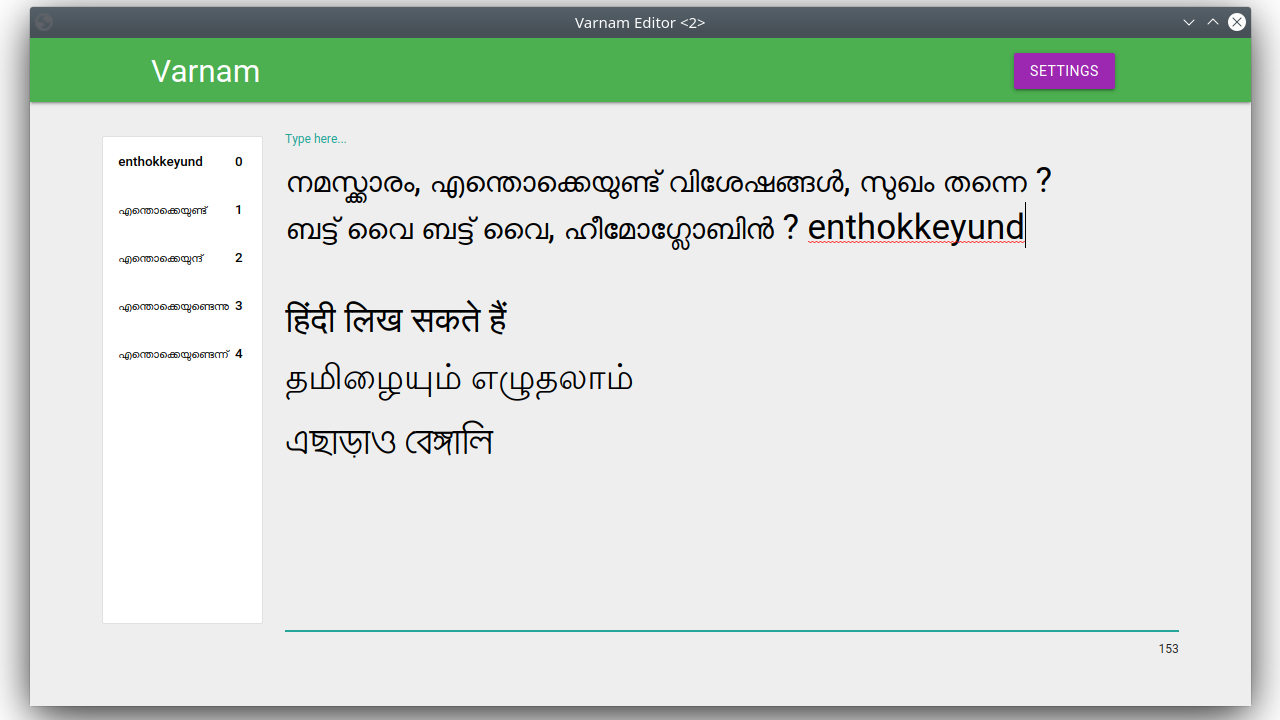 Varnam Editor <2>
Varnam
SETTINGS
enthokkeyund 0
എന്തൊക്കെയുണ്ട് 1
എന്തൊക്കെയുന്ദ് 2
എന്തൊക്കെയുണ്ടെന്നു 3
എന്തൊക്കെയുണ്ടെന്ന് 4
Type here...
നമസ്ക്കാരം, എന്തൊക്കെയുണ്ട് വിശേഷങ്ങൾ, സുഖം തന്നെ ?
ബട്ട് വൈ ബട്ട് വൈ, ഹീമോഗ്ലോബിൻ ? enthokkeyund
हिंदी लिख सकते हैं
தமிழையும் எழுதலாம்
এছাড়াও বেঙ্গালি
153